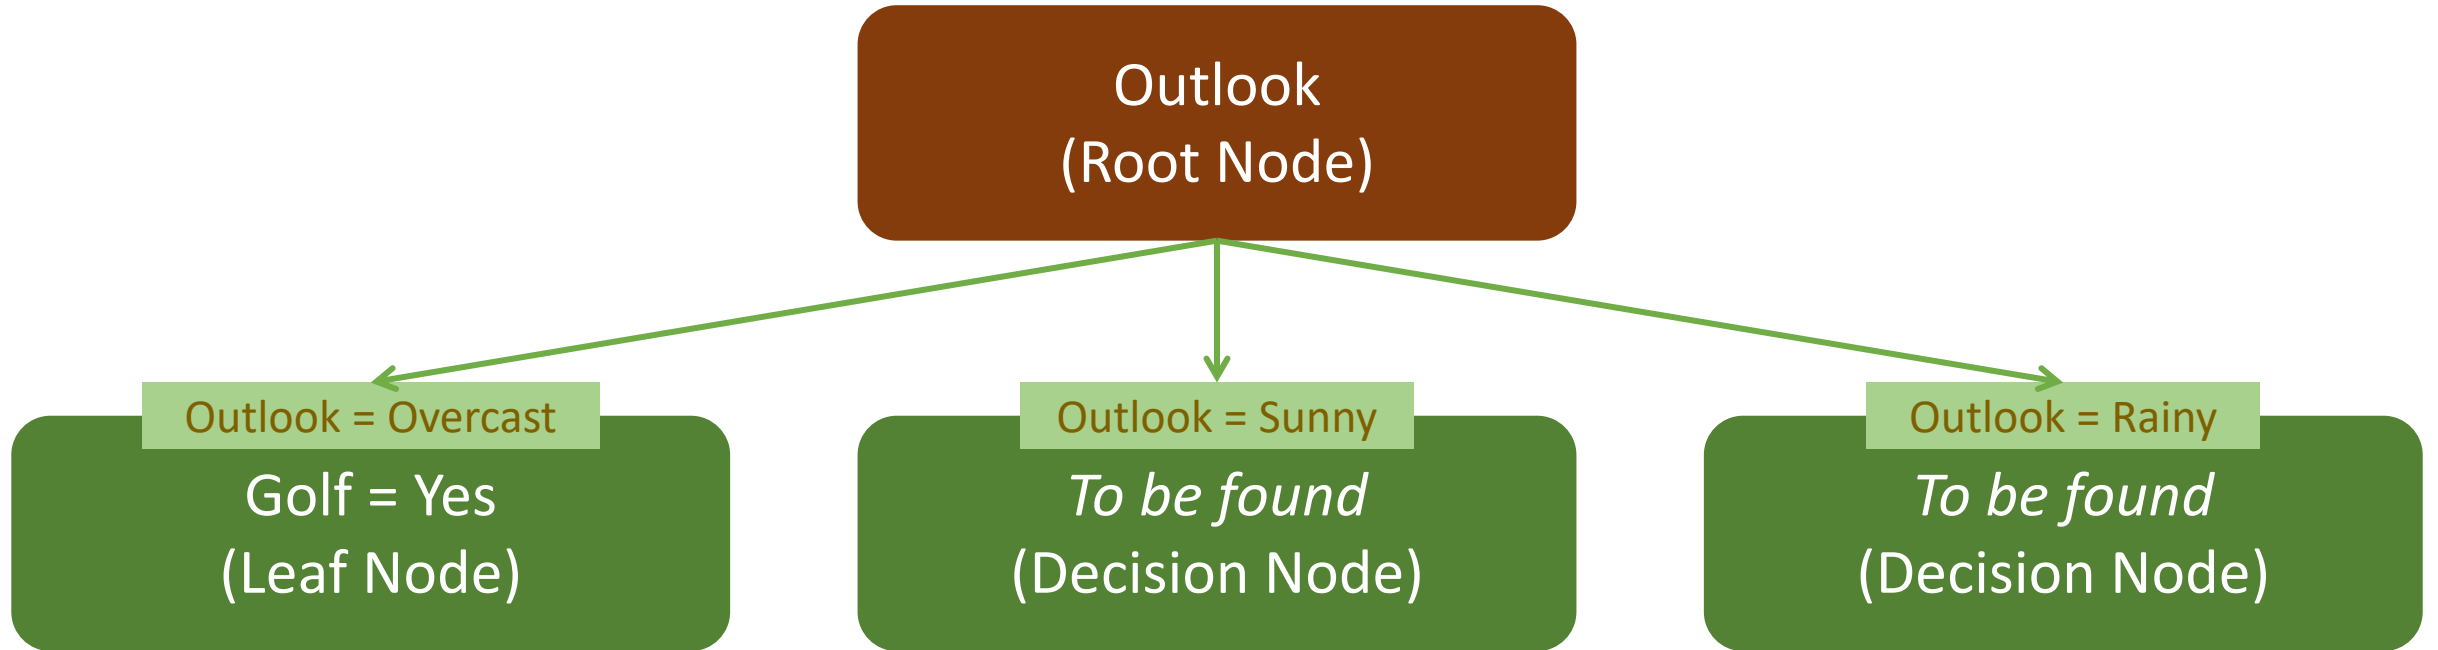 Outlook
(Root Node)
Outlook = Overcast
Golf = Yes
(Leaf Node)
Outlook = Sunny
To be found
(Decision Node)
Outlook = Rainy
To be found
(Decision Node)